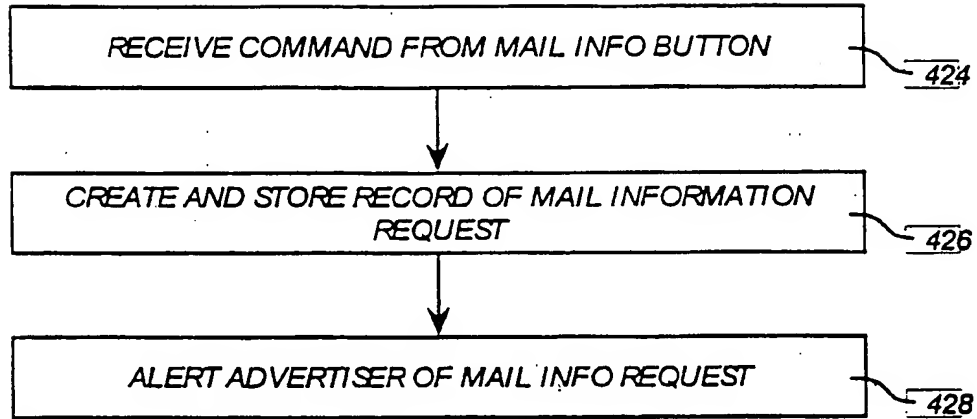 RECEIVE COMMAND FROM MAIL INFO BUTTON
424
CREATE AND STORE RECORD OF MAIL INFORMATION
REQUEST
426
ALERT ADVERTISER OF MAIL INFO REQUEST
428